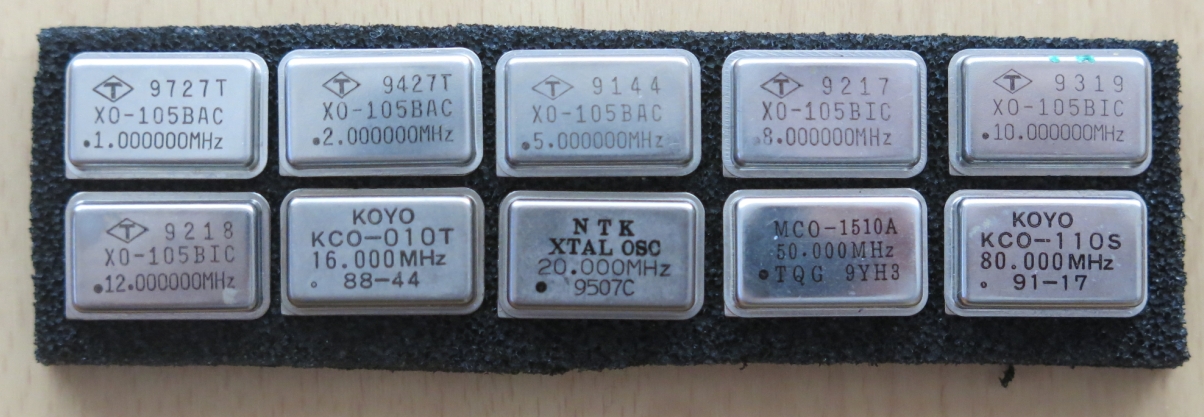 T 9727T
XO-105BAC
.1.000000MHz
T 9427T
XO-105BAC
.2.000000MHz
T 9144
XO-105BAC
.5.000000MHz
T 9217
XO-105BIC
.8.000000MHz
T 9319
XO-105BIC
.10.000000MHz
T 9218
XO-105BIC
.12.000000MHz
KOYO
KCO-010T
16.000MHz
88-44
NTK
XTAL OSC
20.000MHz
9507C
MCO-1510A
50.000MHz
TQG 9YH3
KOYO
KCO-110S
80.000MHz
91-17